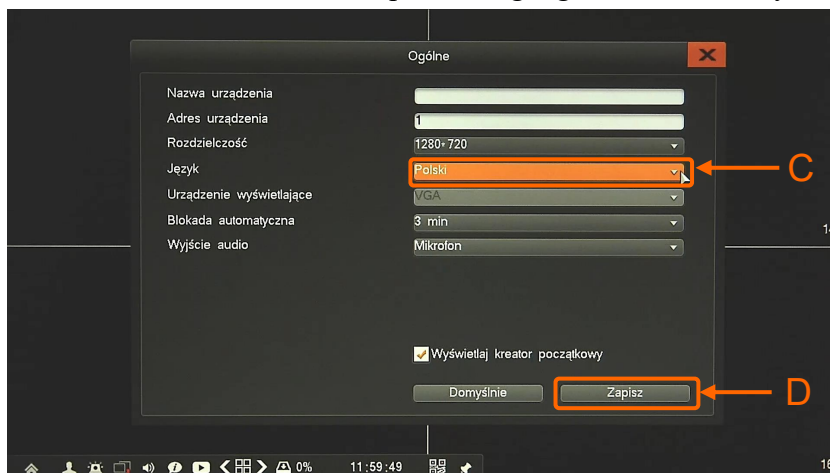 Ogólne
Nazwa urządzenia
Adres urządzenia 1
Rozdzielczość 1280*720
Język Polski C
Urządzenie wyświetlające VGA
Blokada automatyczna 3 min
Wyjście audio Mikrofon
Wyświetlaj kreator początkowy
Domyślnie Zapisz D
0% 11:59:49